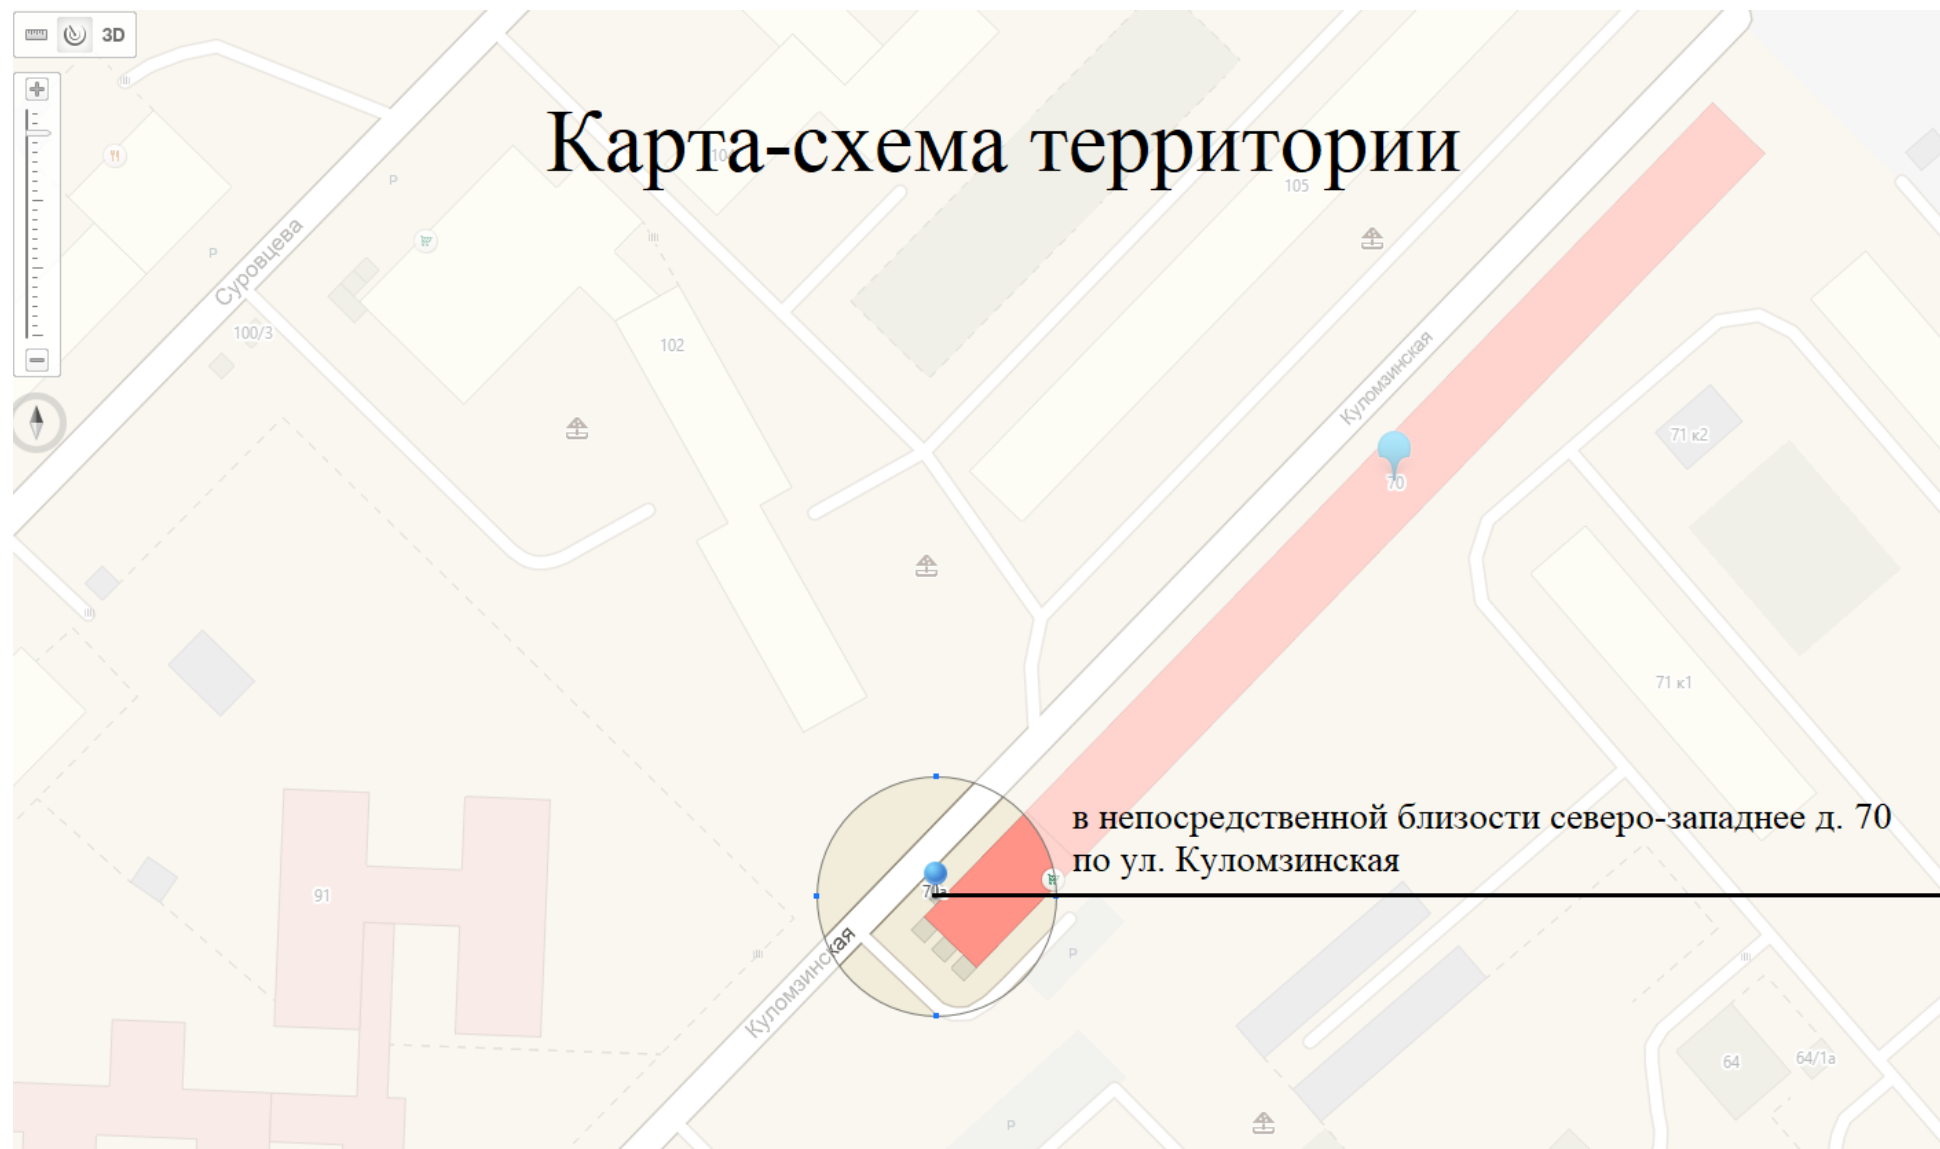 3D
Карта-схема территории
105
P
Суровцева
P
100/3
102
Куломзинская
71 к2
70
71 к1
в непосредственной близости северо-западнее д. 70
по ул. Куломзинская
70а
91
Куломзинская
P
64
64/1а
P